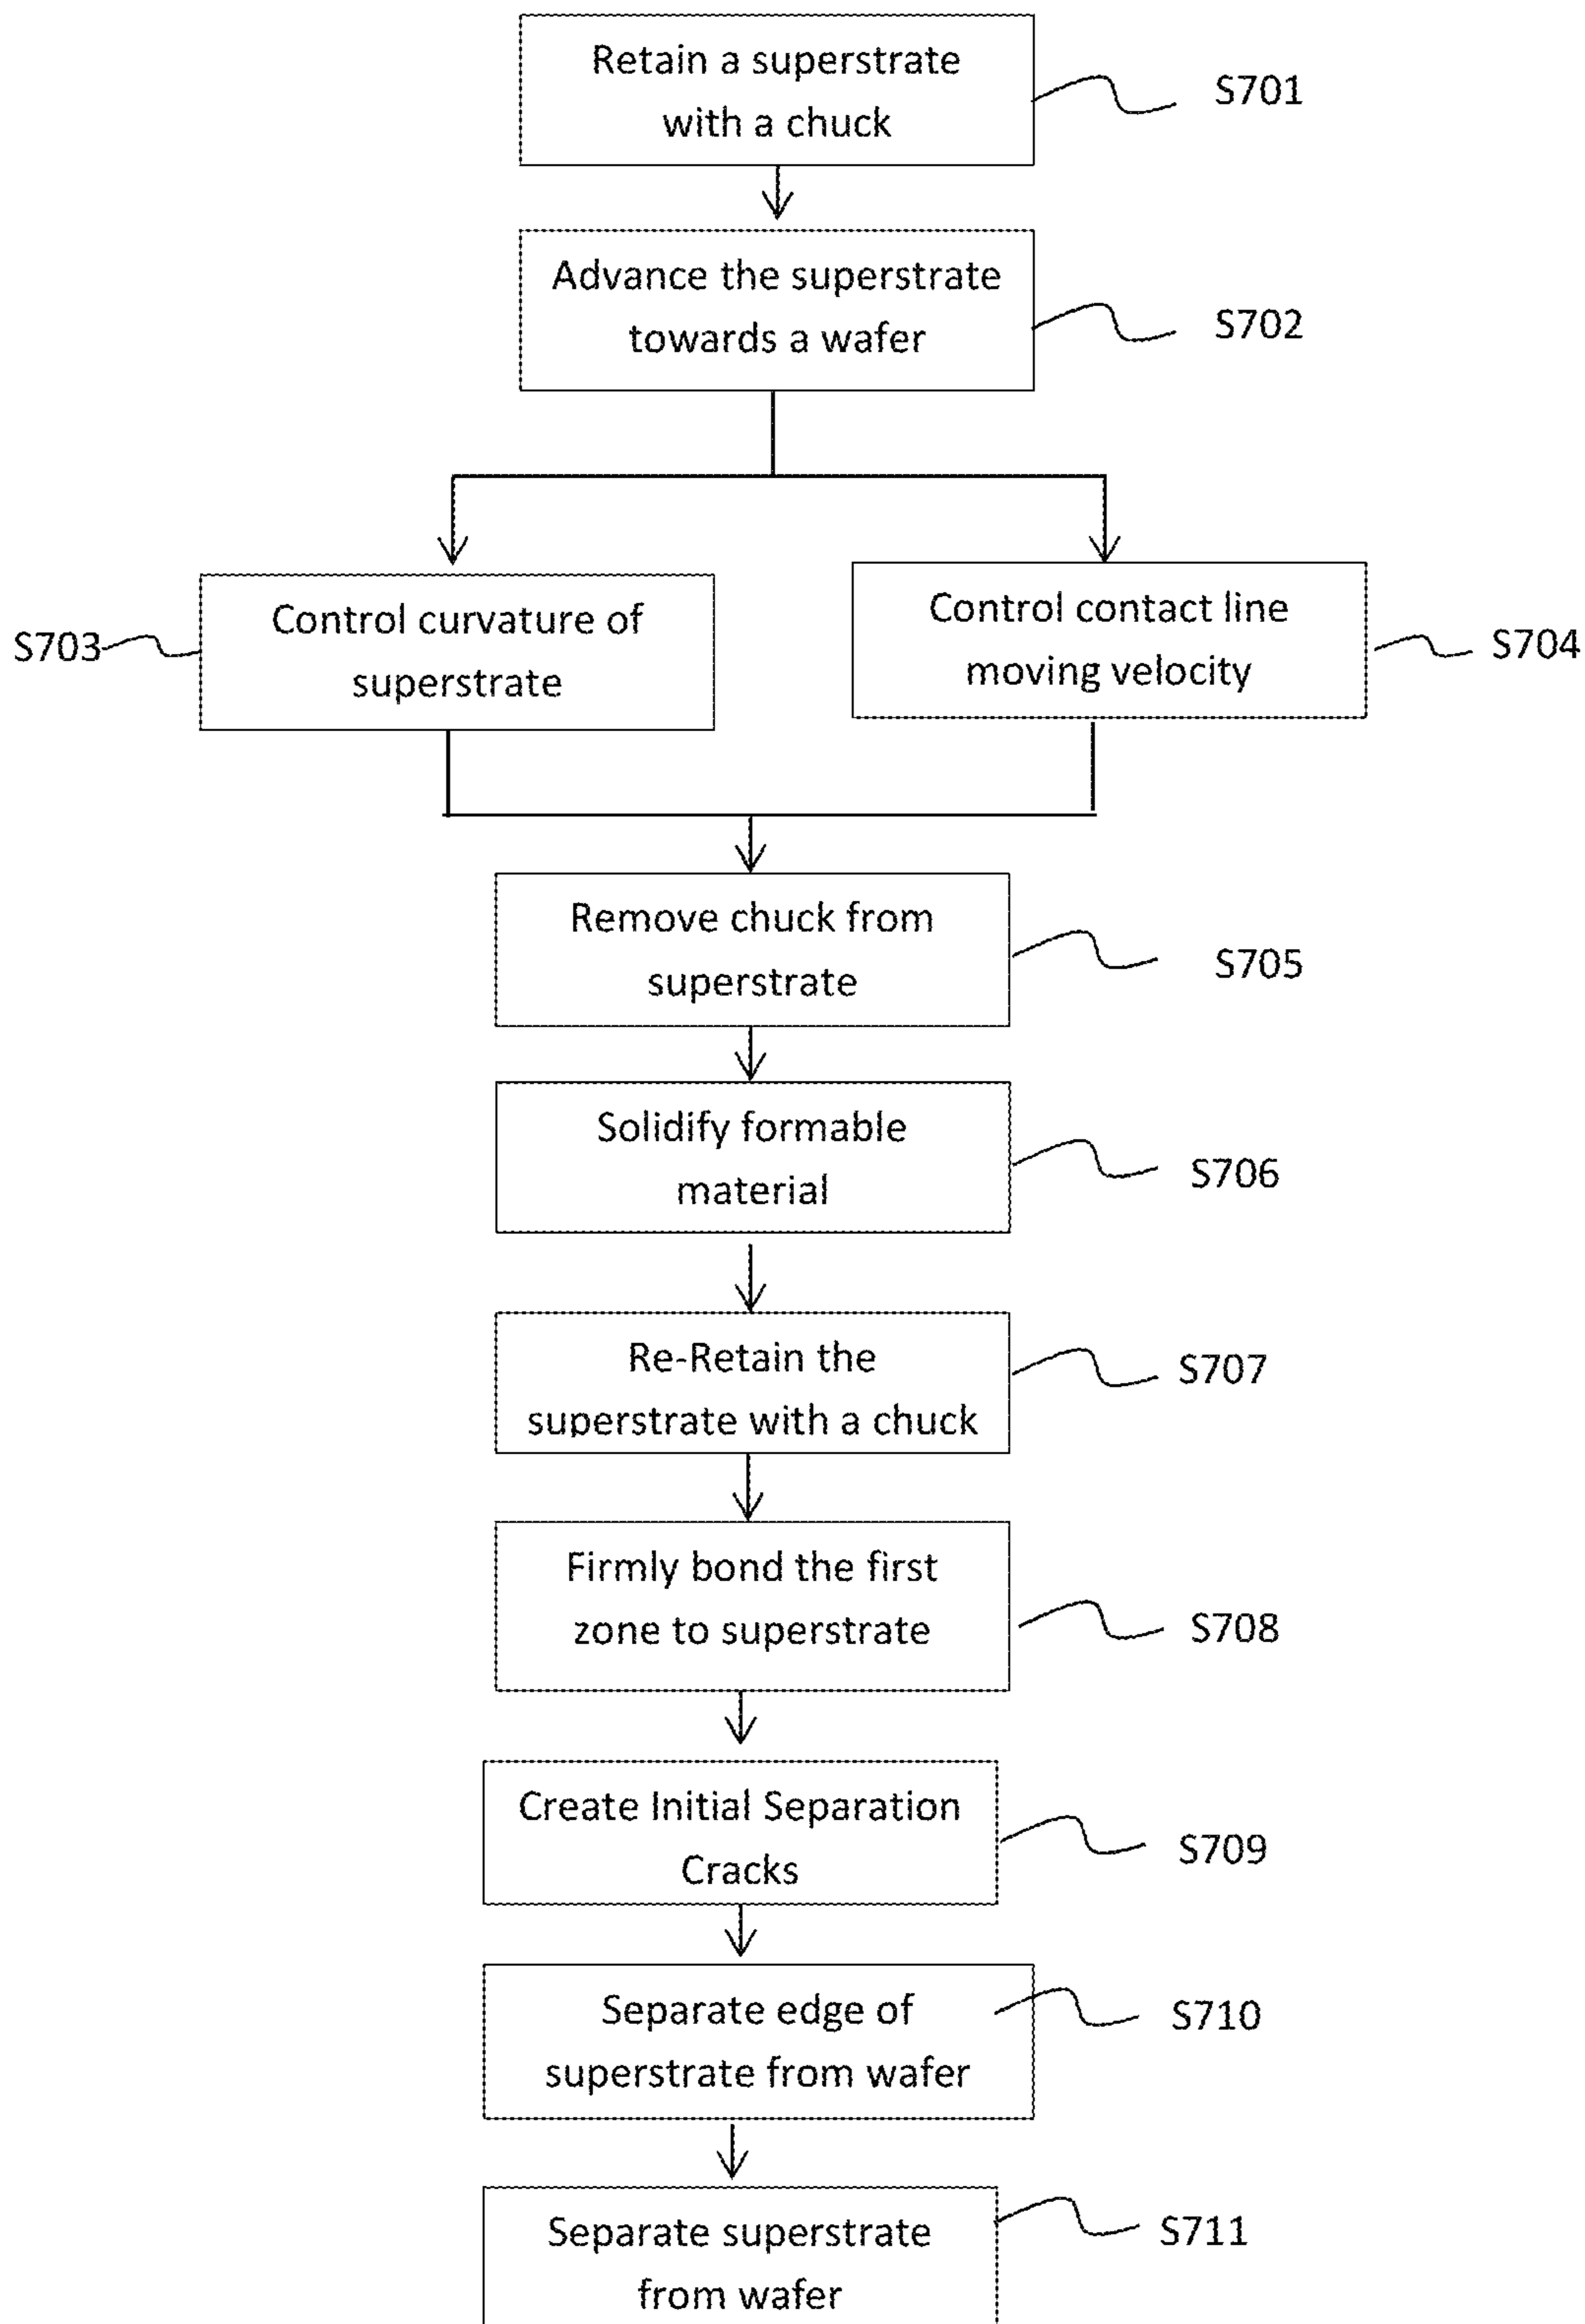 Retain a superstrate
with a chuck
S701
Advance the superstrate
towards a wafer
S702
S703
Control curvature of
superstrate
Control contact line
moving velocity
S704
Remove chuck from
superstrate
S705
Solidify formable
material
S706
Re-Retain the
superstrate with a chuck
S707
Firmly bond the first
zone to superstrate
S708
Create Initial Separation
Cracks
S709
Separate edge of
superstrate from wafer
S710
Separate superstrate
from wafer
S711